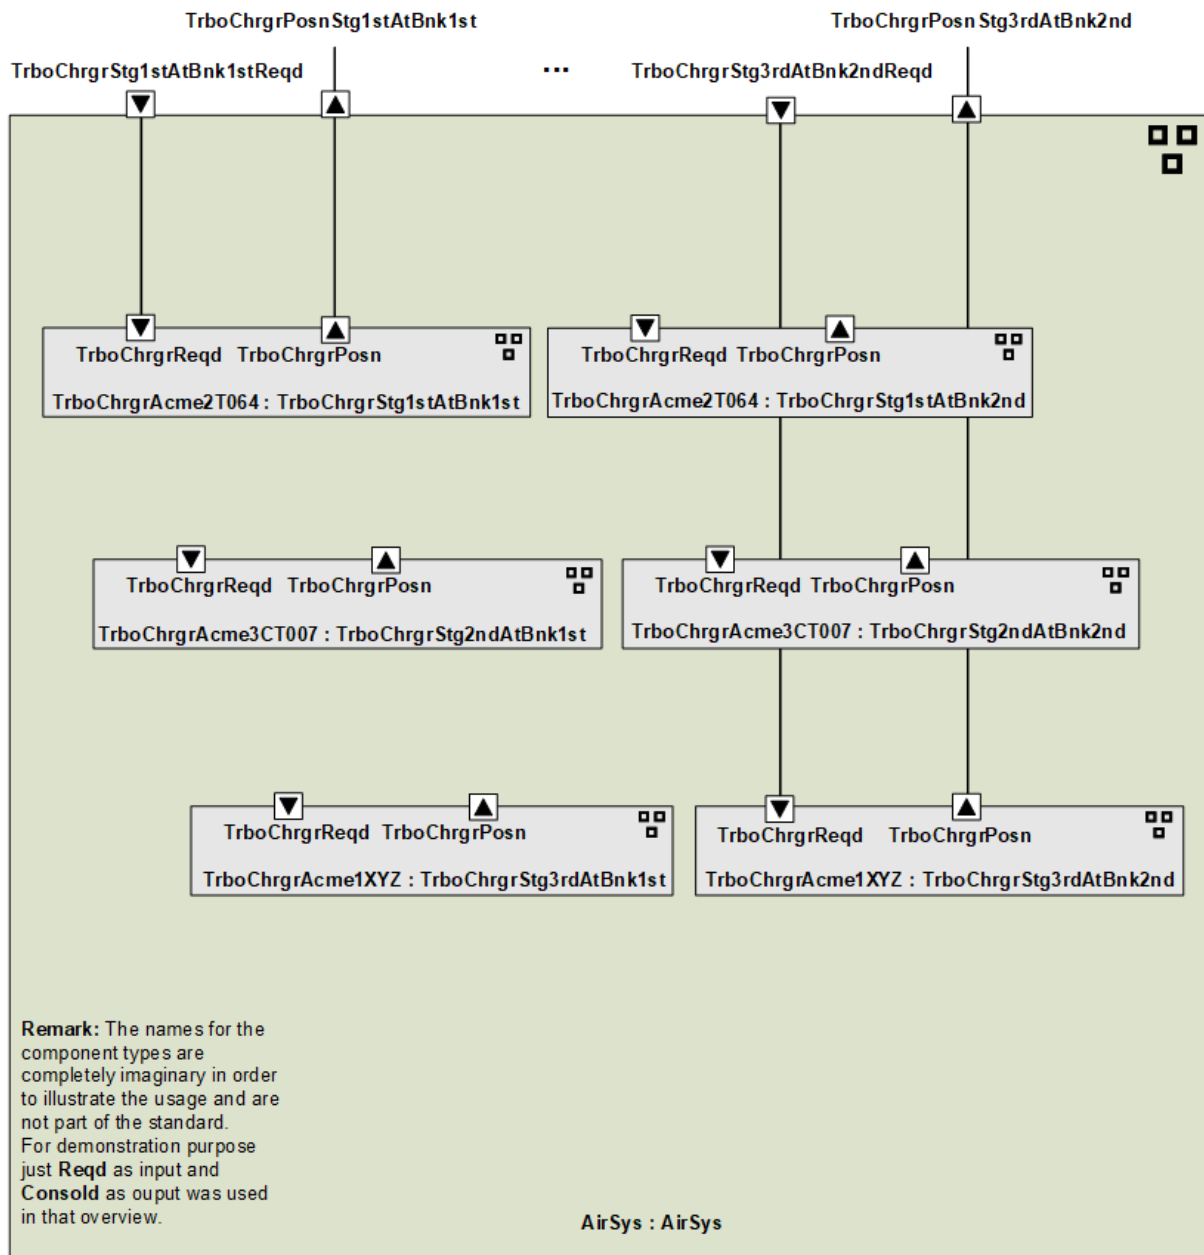 TrboChrgrPosnStg1stAtBnk1st
TrboChrgrPosnStg3rdAtBnk2nd
TrboChrgrStg1stAtBnk1stReqd
...
TrboChrgrStg3rdAtBnk2ndReqd
TrboChrgrReqd TrboChrgrPosn
TrboChrgrAcme2T064 : TrboChrgrStg1stAtBnk1st
TrboChrgrReqd TrboChrgrPosn
TrboChrgrAcme2T064 : TrboChrgrStg1stAtBnk2nd
TrboChrgrReqd TrboChrgrPosn
TrboChrgrAcme3CT007 : TrboChrgrStg2ndAtBnk1st
TrboChrgrReqd TrboChrgrPosn
TrboChrgrAcme3CT007 : TrboChrgrStg2ndAtBnk2nd
TrboChrgrReqd TrboChrgrPosn
TrboChrgrAcme1XYZ : TrboChrgrStg3rdAtBnk1st
TrboChrgrReqd TrboChrgrPosn
TrboChrgrAcme1XYZ : TrboChrgrStg3rdAtBnk2nd
Remark: The names for the
component types are
completely imaginary in order
to illustrate the usage and are
not part of the standard.
For demonstration purpose
just Reqd as input and
Consold as ouput was used
in that overview.
AirSys : AirSys